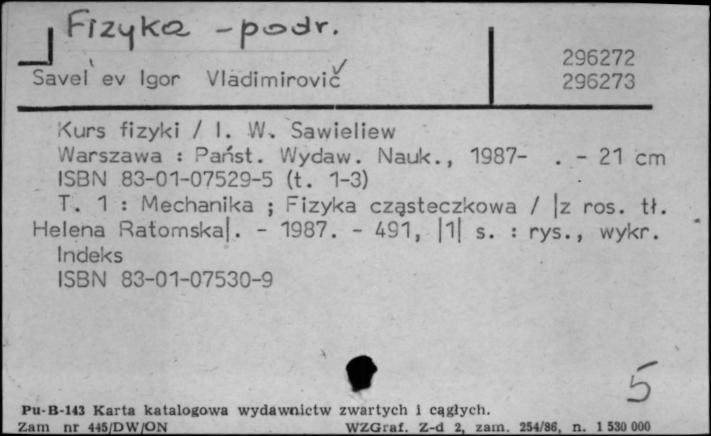 Fizyka - podr.
296272
Savel'ev Igor Vladimirovič
296273
Kurs fizyki / I. W. Sawieliew
Warszawa : Państ. Wydaw. Nauk., 1987- . - 21 cm
ISBN 83-01-07529-5 (t. 1-3)
T. 1 : Mechanika ; Fizyka cząsteczkowa / |z ros. tł.
Helena Ratomska|. - 1987. - 491, |1| s. : rys., wykr.
Indeks
ISBN 83-01-07530-9
5
Pu-B-143 Karta katalogowa wydawnictw zwartych i cągłych.
Zam nr 445/DW/ON WZGraf. Z-d 2, zam. 254/86, n. 1 530 000